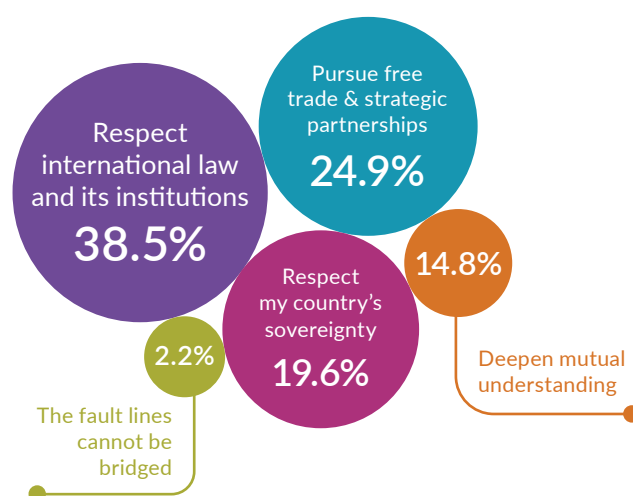 Respect
international law
and its institutions
38.5%
Pursue free
trade & strategic
partnerships
24.9%
Respect
my country's
sovereignty
19.6%
14.8%
Deepen mutual
understanding
2.2%
The fault lines
cannot be
bridged